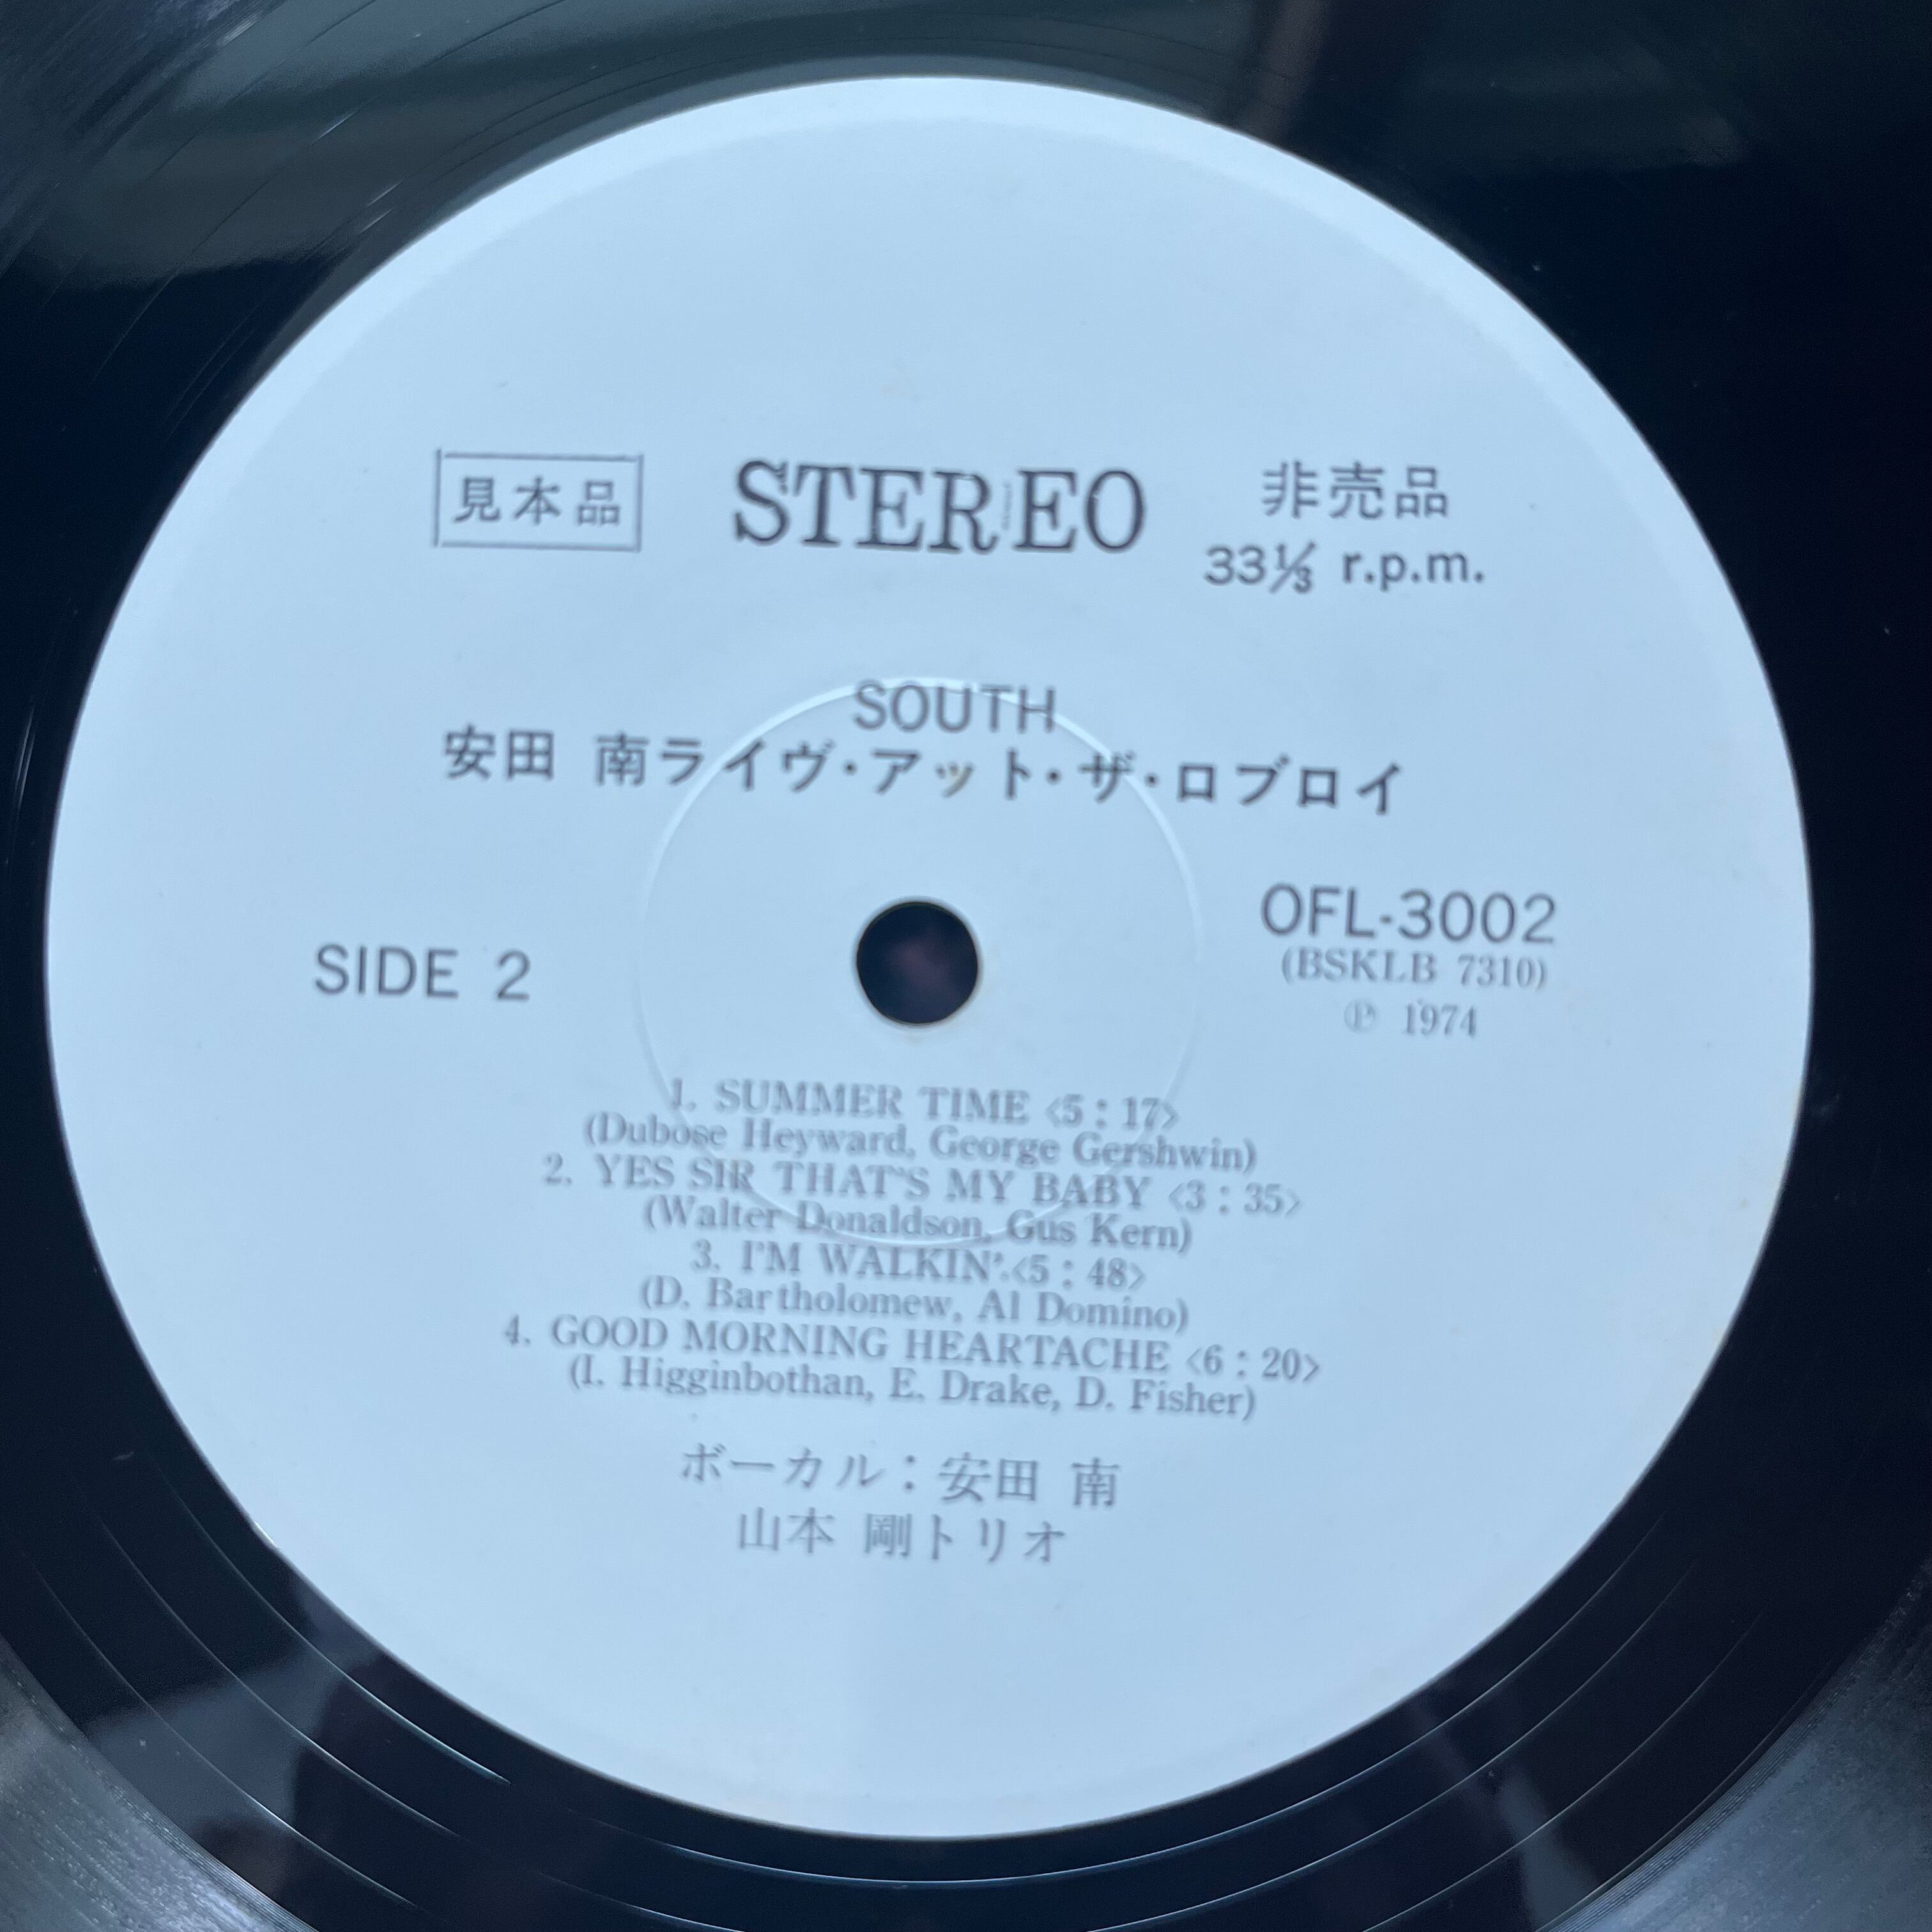 見本品 STEREO 非売品
33⅓ r.p.m.
SOUTH
安田 南ライヴ・アット・ザ・ロブロイ
SIDE 2
OFL-3002
(BSKLB 7310)
℗ 1974
1. SUMMER TIME <5:17>
(Dubose Heyward, George Gershwin)
2. YES SIR THAT'S MY BABY <3:35>
(Walter Donaldson, Gus Kern)
3. I'M WALKIN' <5:48>
(D. Bartholomew, Al Domino)
4. GOOD MORNING HEARTACHE <6:20>
(I. Higginbothan, E. Drake, D. Fisher)
ボーカル：安田 南
山本 剛トリオ